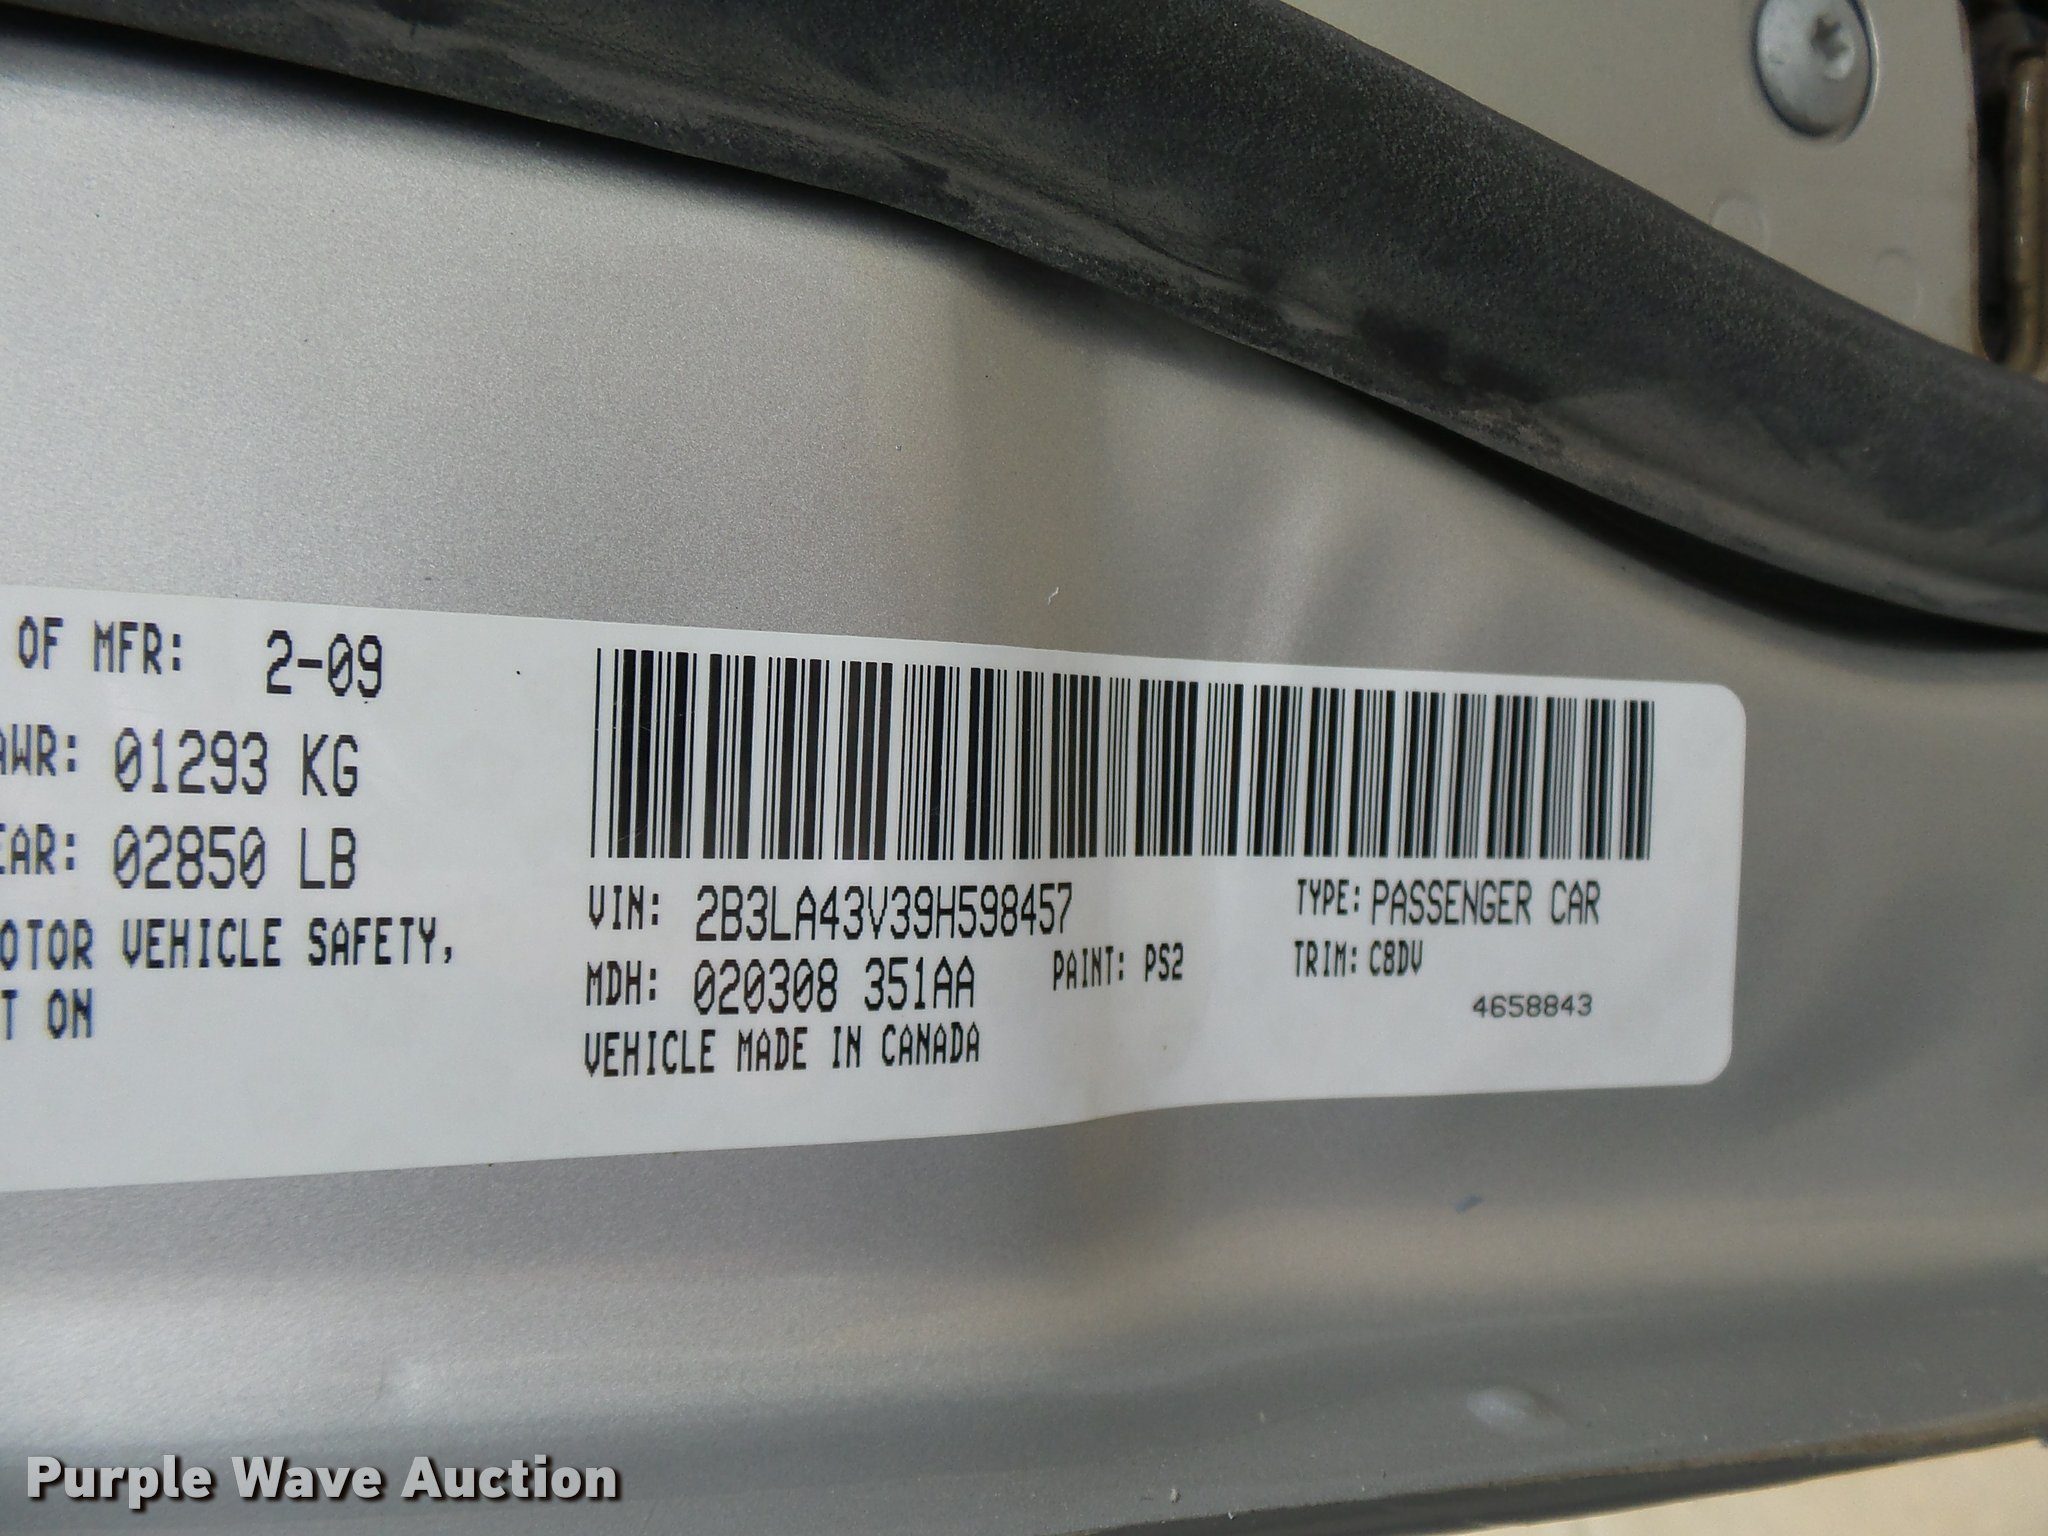 OF MFR: 2-09
AWR: 01293 KG
EAR: 02850 LB
OTOR VEHICLE SAFETY,
T ON
VIN: 2B3LA43V39H598457
TYPE: PASSENGER CAR
MDH: 020308 351AA
PAINT: PS2
TRIM: C8DV
VEHICLE MADE IN CANADA
4658843
Purple Wave Auction